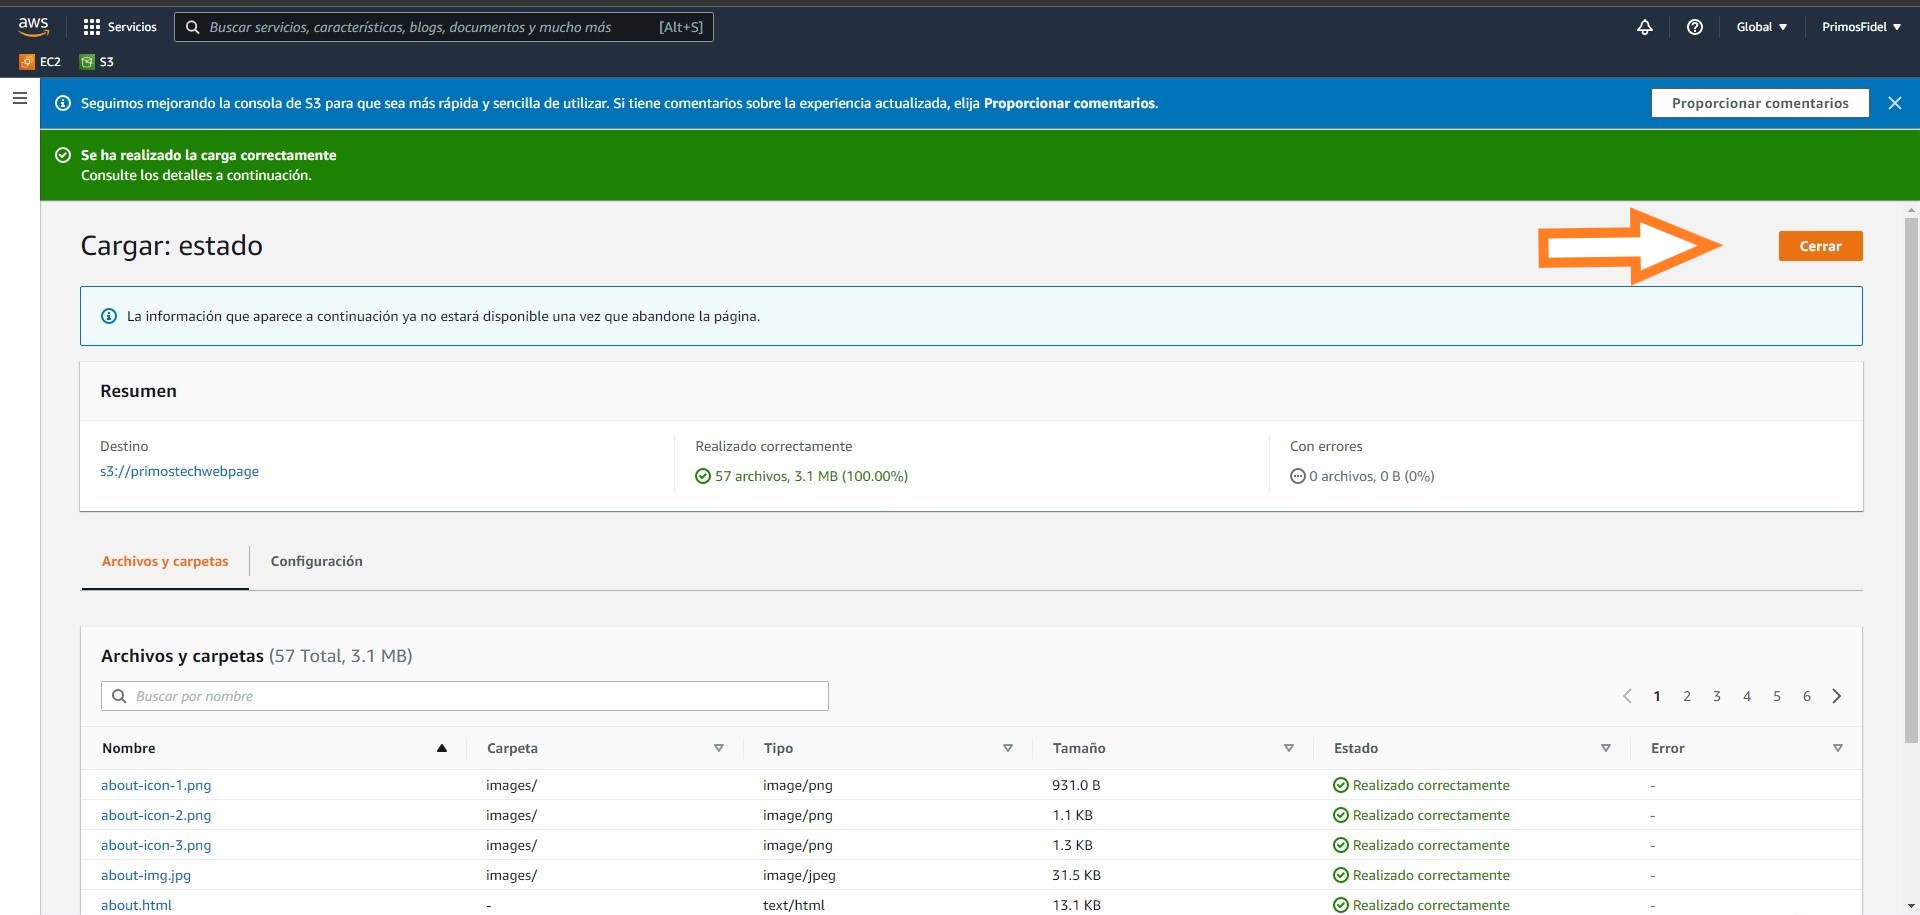 aws
Servicios
Buscar servicios, características, blogs, documentos y mucho más [Alt+S]
Global
PrimosFidel
EC2
S3
Seguimos mejorando la consola de S3 para que sea más rápida y sencilla de utilizar. Si tiene comentarios sobre la experiencia actualizada, elija Proporcionar comentarios.
Proporcionar comentarios
Se ha realizado la carga correctamente
Consulte los detalles a continuación.
Cargar: estado
Cerrar
La información que aparece a continuación ya no estará disponible una vez que abandone la página.
Resumen
Destino
s3://primostechwebpage
Realizado correctamente
57 archivos, 3.1 MB (100.00%)
Con errores
0 archivos, 0 B (0%)
Archivos y carpetas
Configuración
Archivos y carpetas (57 Total, 3.1 MB)
Buscar por nombre
1 2 3 4 5 6
Nombre Carpeta Tipo Tamaño Estado Error
about-icon-1.png images/ image/png 931.0 B Realizado correctamente -
about-icon-2.png images/ image/png 1.1 KB Realizado correctamente -
about-icon-3.png images/ image/png 1.3 KB Realizado correctamente -
about-img.jpg images/ image/jpeg 31.5 KB Realizado correctamente -
about.html - text/html 13.1 KB Realizado correctamente -